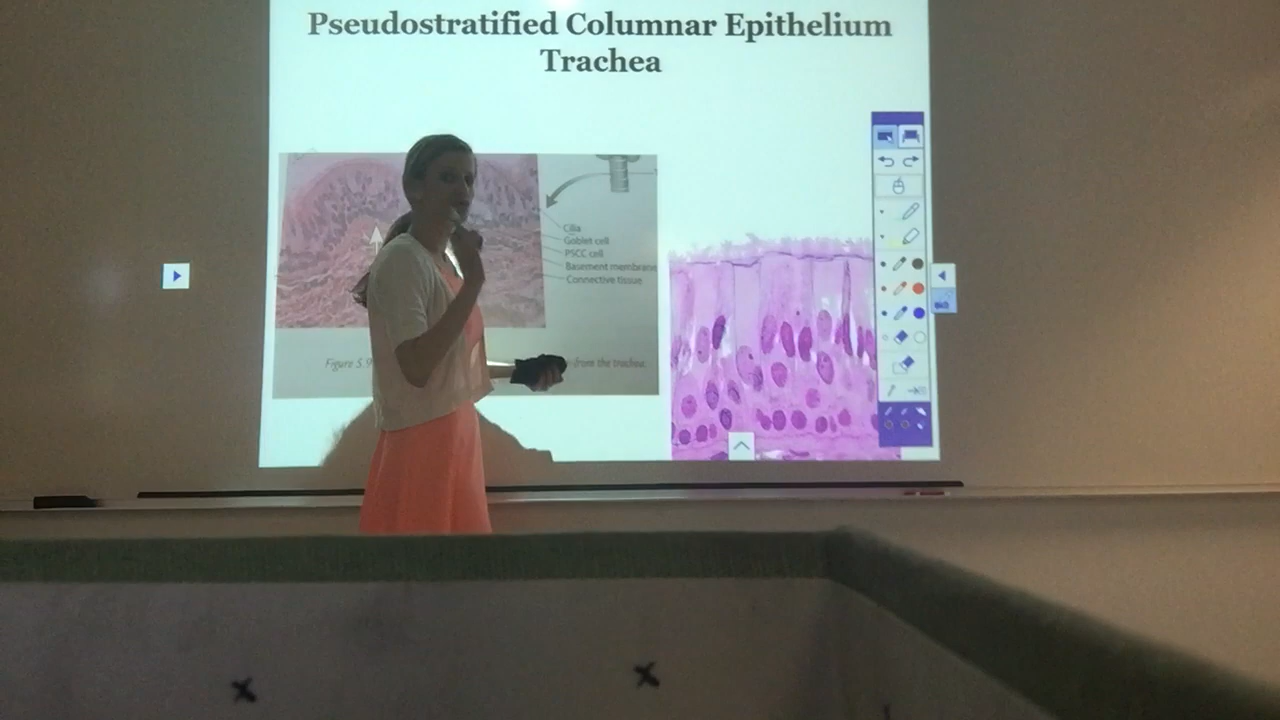 Pseudostratified Columnar Epithelium
Trachea
Cilia
Goblet cell
PSCC cell
Basement membrane
Connective tissue
Figure 5.9 from the trachea.